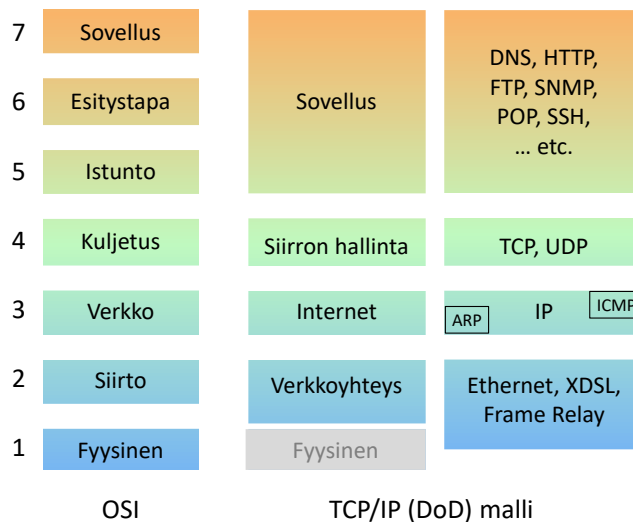 7
Sovellus
6
Esitystapa
5
Istunto
4
Kuljetus
3
Verkko
2
Siirto
1
Fyysinen
OSI
Sovellus
Siirron hallinta
Internet
Verkkoyhteys
Fyysinen
DNS, HTTP,
FTP, SNMP,
POP, SSH,
... etc.
TCP, UDP
ARP
IP
ICMP
Ethernet, XDSL,
Frame Relay
TCP/IP (DoD) malli